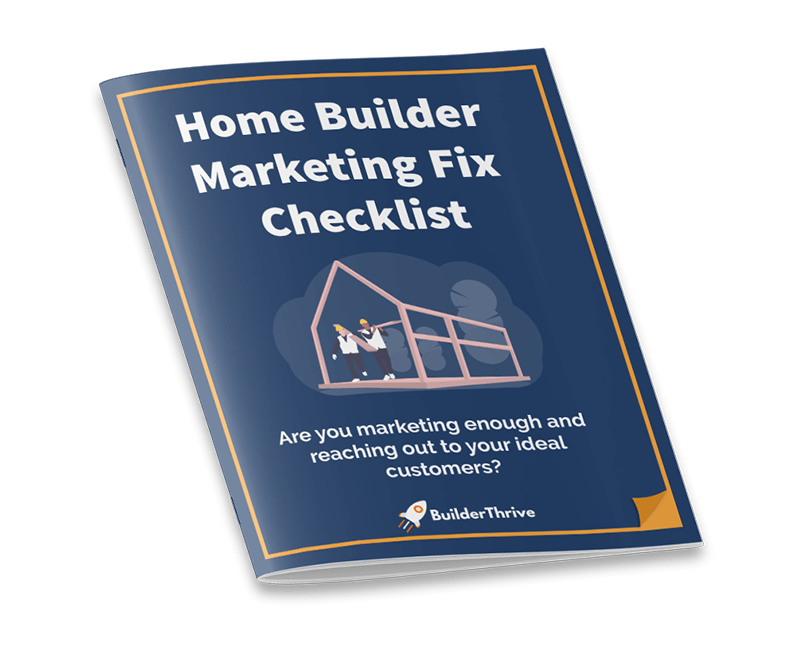 Home Builder
Marketing Fix
Checklist
Are you marketing enough and
reaching out to your ideal
customers?
BuilderThrive